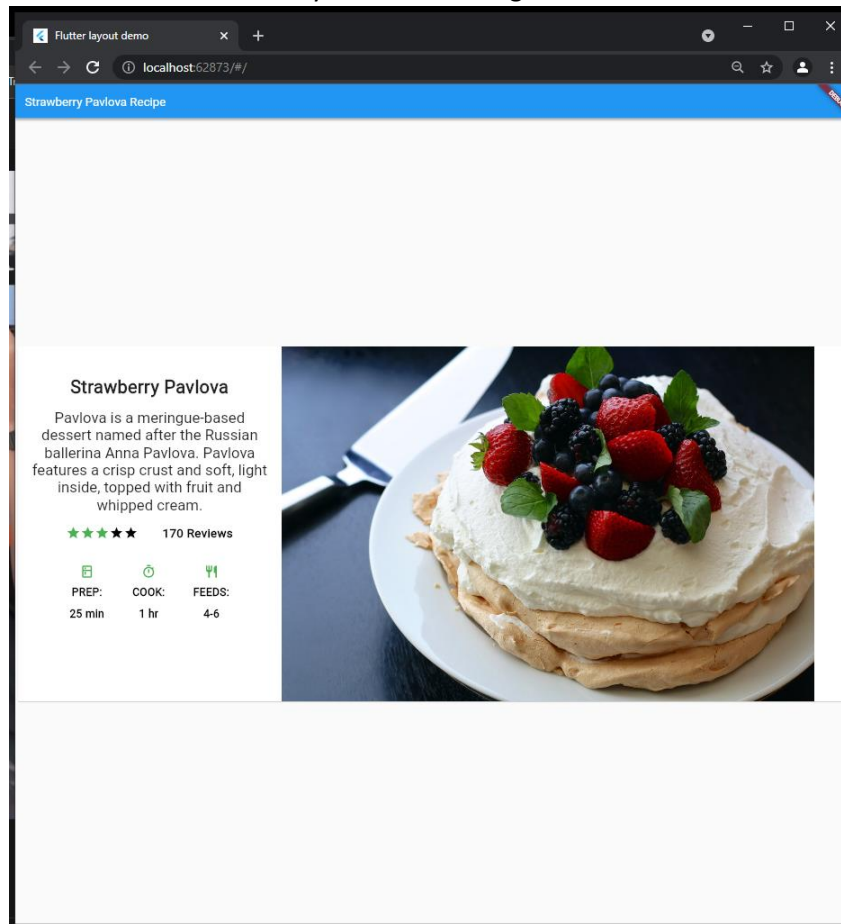 Flutter layout demo
localhost:62873/#/
Strawberry Pavlova Recipe
Strawberry Pavlova
Pavlova is a meringue-based
dessert named after the Russian
ballerina Anna Pavlova. Pavlova
features a crisp crust and soft, light
inside, topped with fruit and
whipped cream.
170 Reviews
PREP: COOK: FEEDS:
25 min 1 hr 4-6